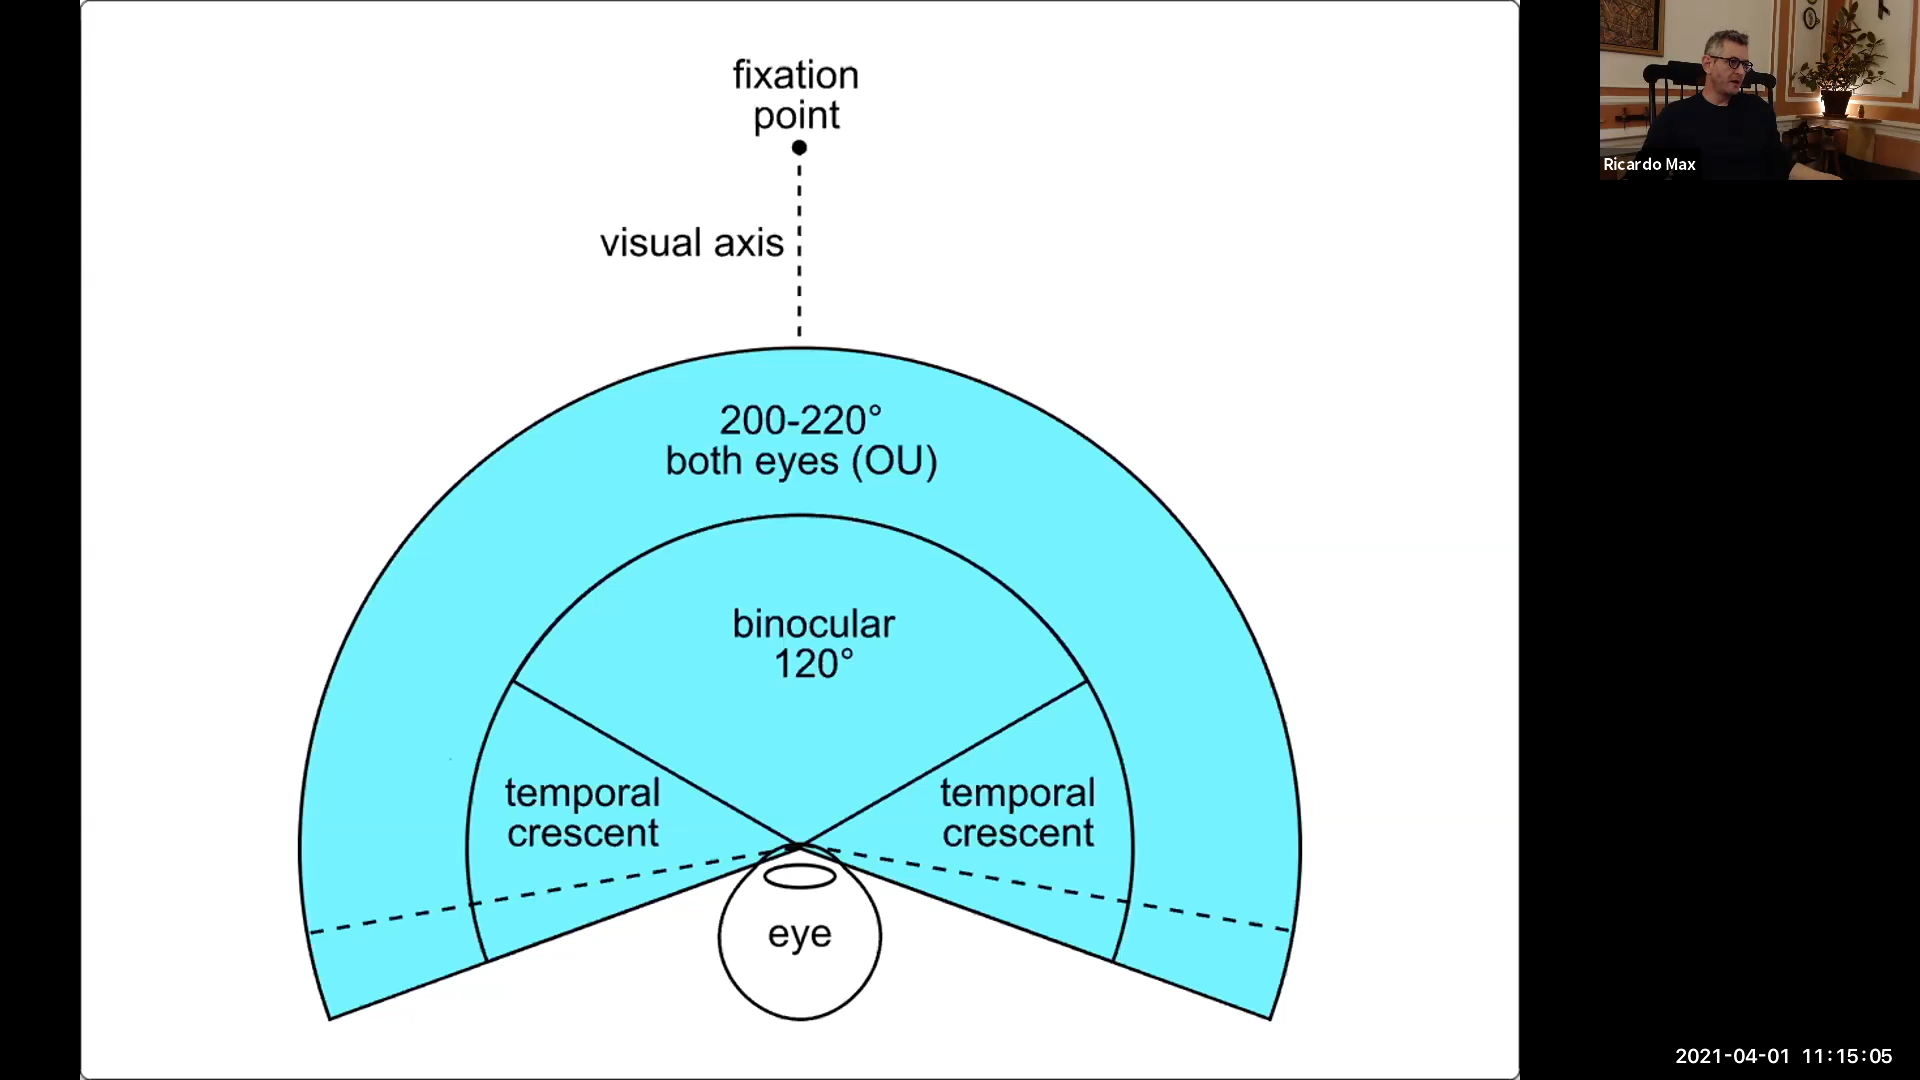 fixation
point
visual axis
200-220°
both eyes (OU)
binocular
120°
temporal
crescent
temporal
crescent
eye
Ricardo Max
2021-04-01 11:15:05